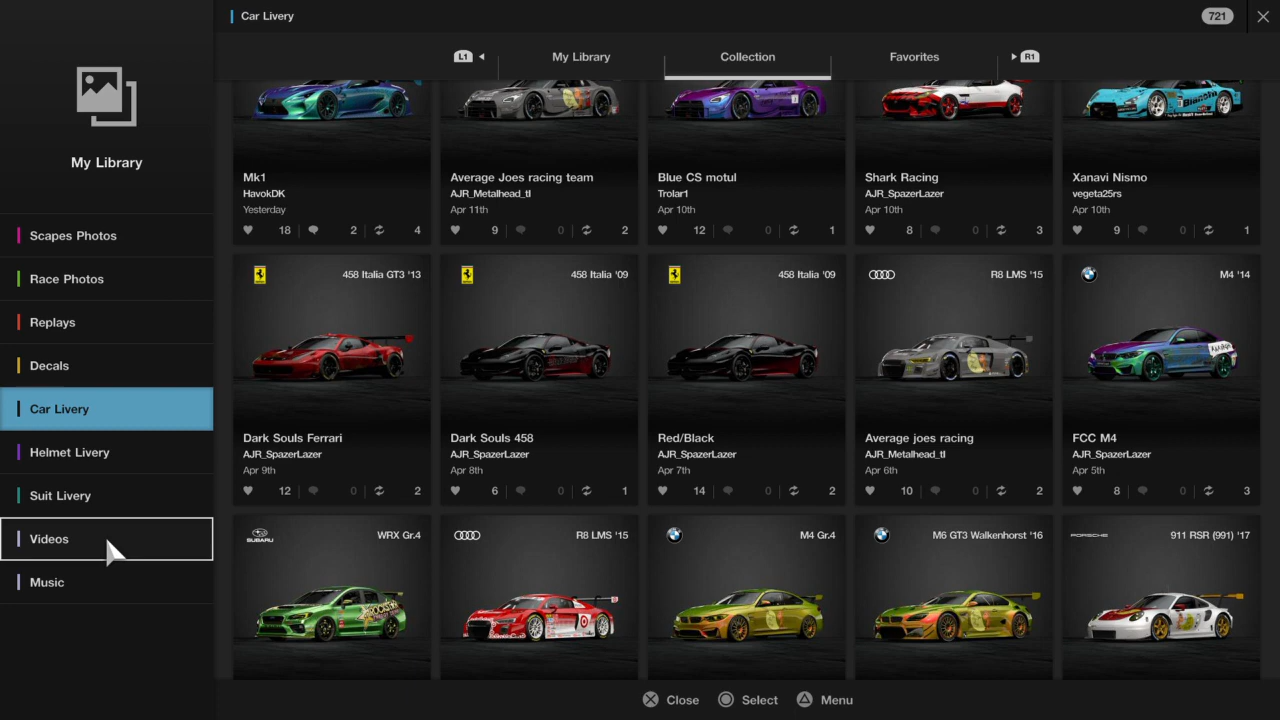 Car Livery
721
L1
My Library
Collection
Favorites
R1
My Library
Scapes Photos
Race Photos
Replays
Decals
Car Livery
Helmet Livery
Suit Livery
Videos
Music
Mk1
HavokDK
Yesterday
18 2 4
Average Joes racing team
AJR_Metalhead_tl
Apr 11th
9 0 2
Blue CS motul
Trolar1
Apr 10th
12 0 1
Shark Racing
AJR_SpazerLazer
Apr 10th
8 0 3
Xanavi Nismo
vegeta25rs
Apr 10th
9 0 1
458 Italia GT3 '13
Dark Souls Ferrari
AJR_SpazerLazer
Apr 9th
12 0 2
458 Italia '09
Dark Souls 458
AJR_SpazerLazer
Apr 8th
6 0 1
458 Italia '09
Red/Black
AJR_SpazerLazer
Apr 7th
14 0 2
R8 LMS '15
Average joes racing
AJR_Metalhead_tl
Apr 6th
10 0 2
M4 '14
FCC M4
AJR_SpazerLazer
Apr 5th
8 0 3
SUBARU
WRX Gr.4
R8 LMS '15
M4 Gr.4
M6 GT3 Walkenhorst '16
PORSCHE
911 RSR (991) '17
Close
Select
Menu